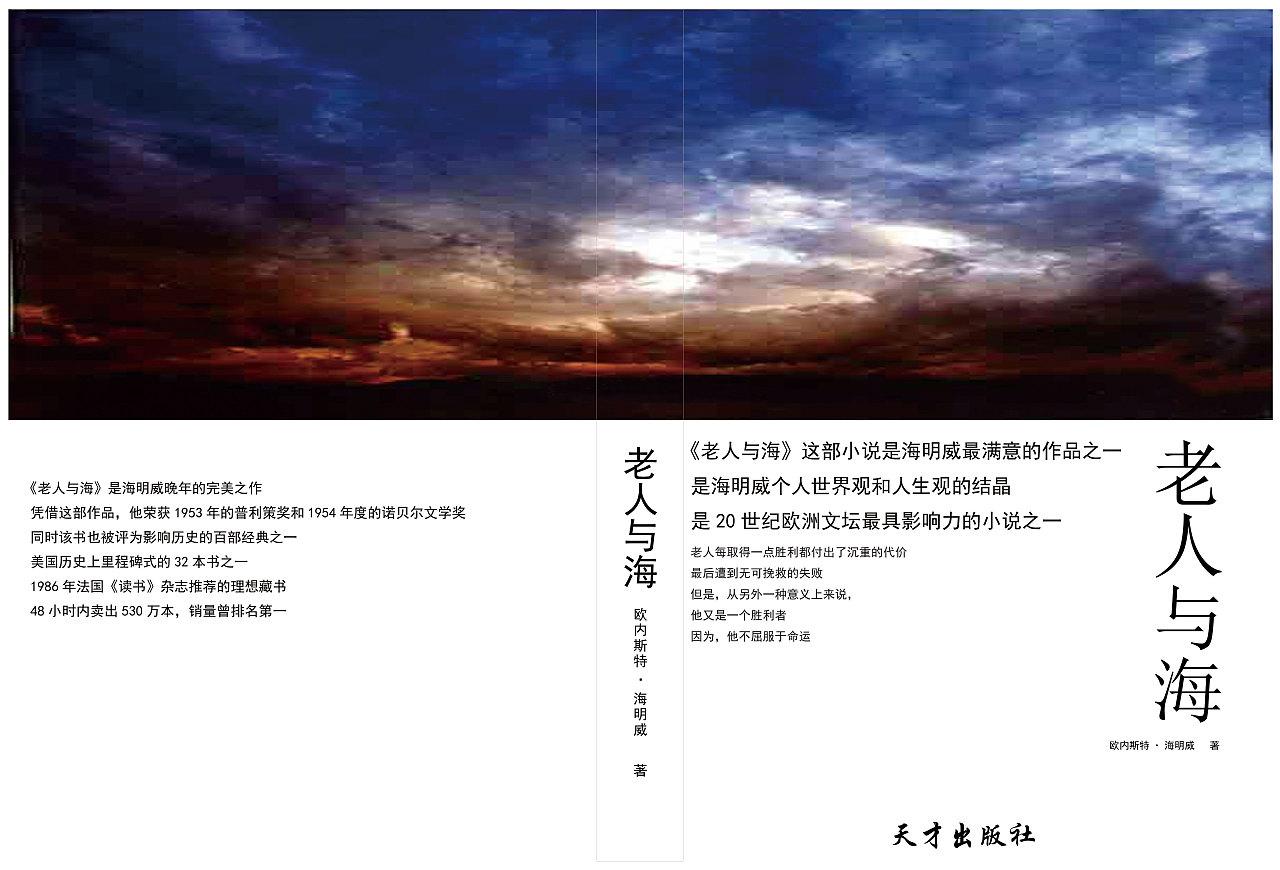 《老人与海》是海明威晚年的完美之作
凭借这部作品，他荣获 1953 年的普利策奖和 1954 年度的诺贝尔文学奖
同时该书也被评为影响历史的百部经典之一
美国历史上里程碑式的 32 本书之一
1986 年法国《读书》杂志推荐的理想藏书
48 小时内卖出 530 万本，销量曾排名第一
老人与海
欧内斯特·海明威 著
《老人与海》这部小说是海明威最满意的作品之一
是海明威个人世界观和人生观的结晶
是 20 世纪欧洲文坛最具影响力的小说之一
老人每取得一点胜利都付出了沉重的代价
最后遭到无可挽救的失败
但是，从另外一种意义上来说，
他又是一个胜利者
因为，他不屈服于命运
老人与海
欧内斯特·海明威 著
天才出版社